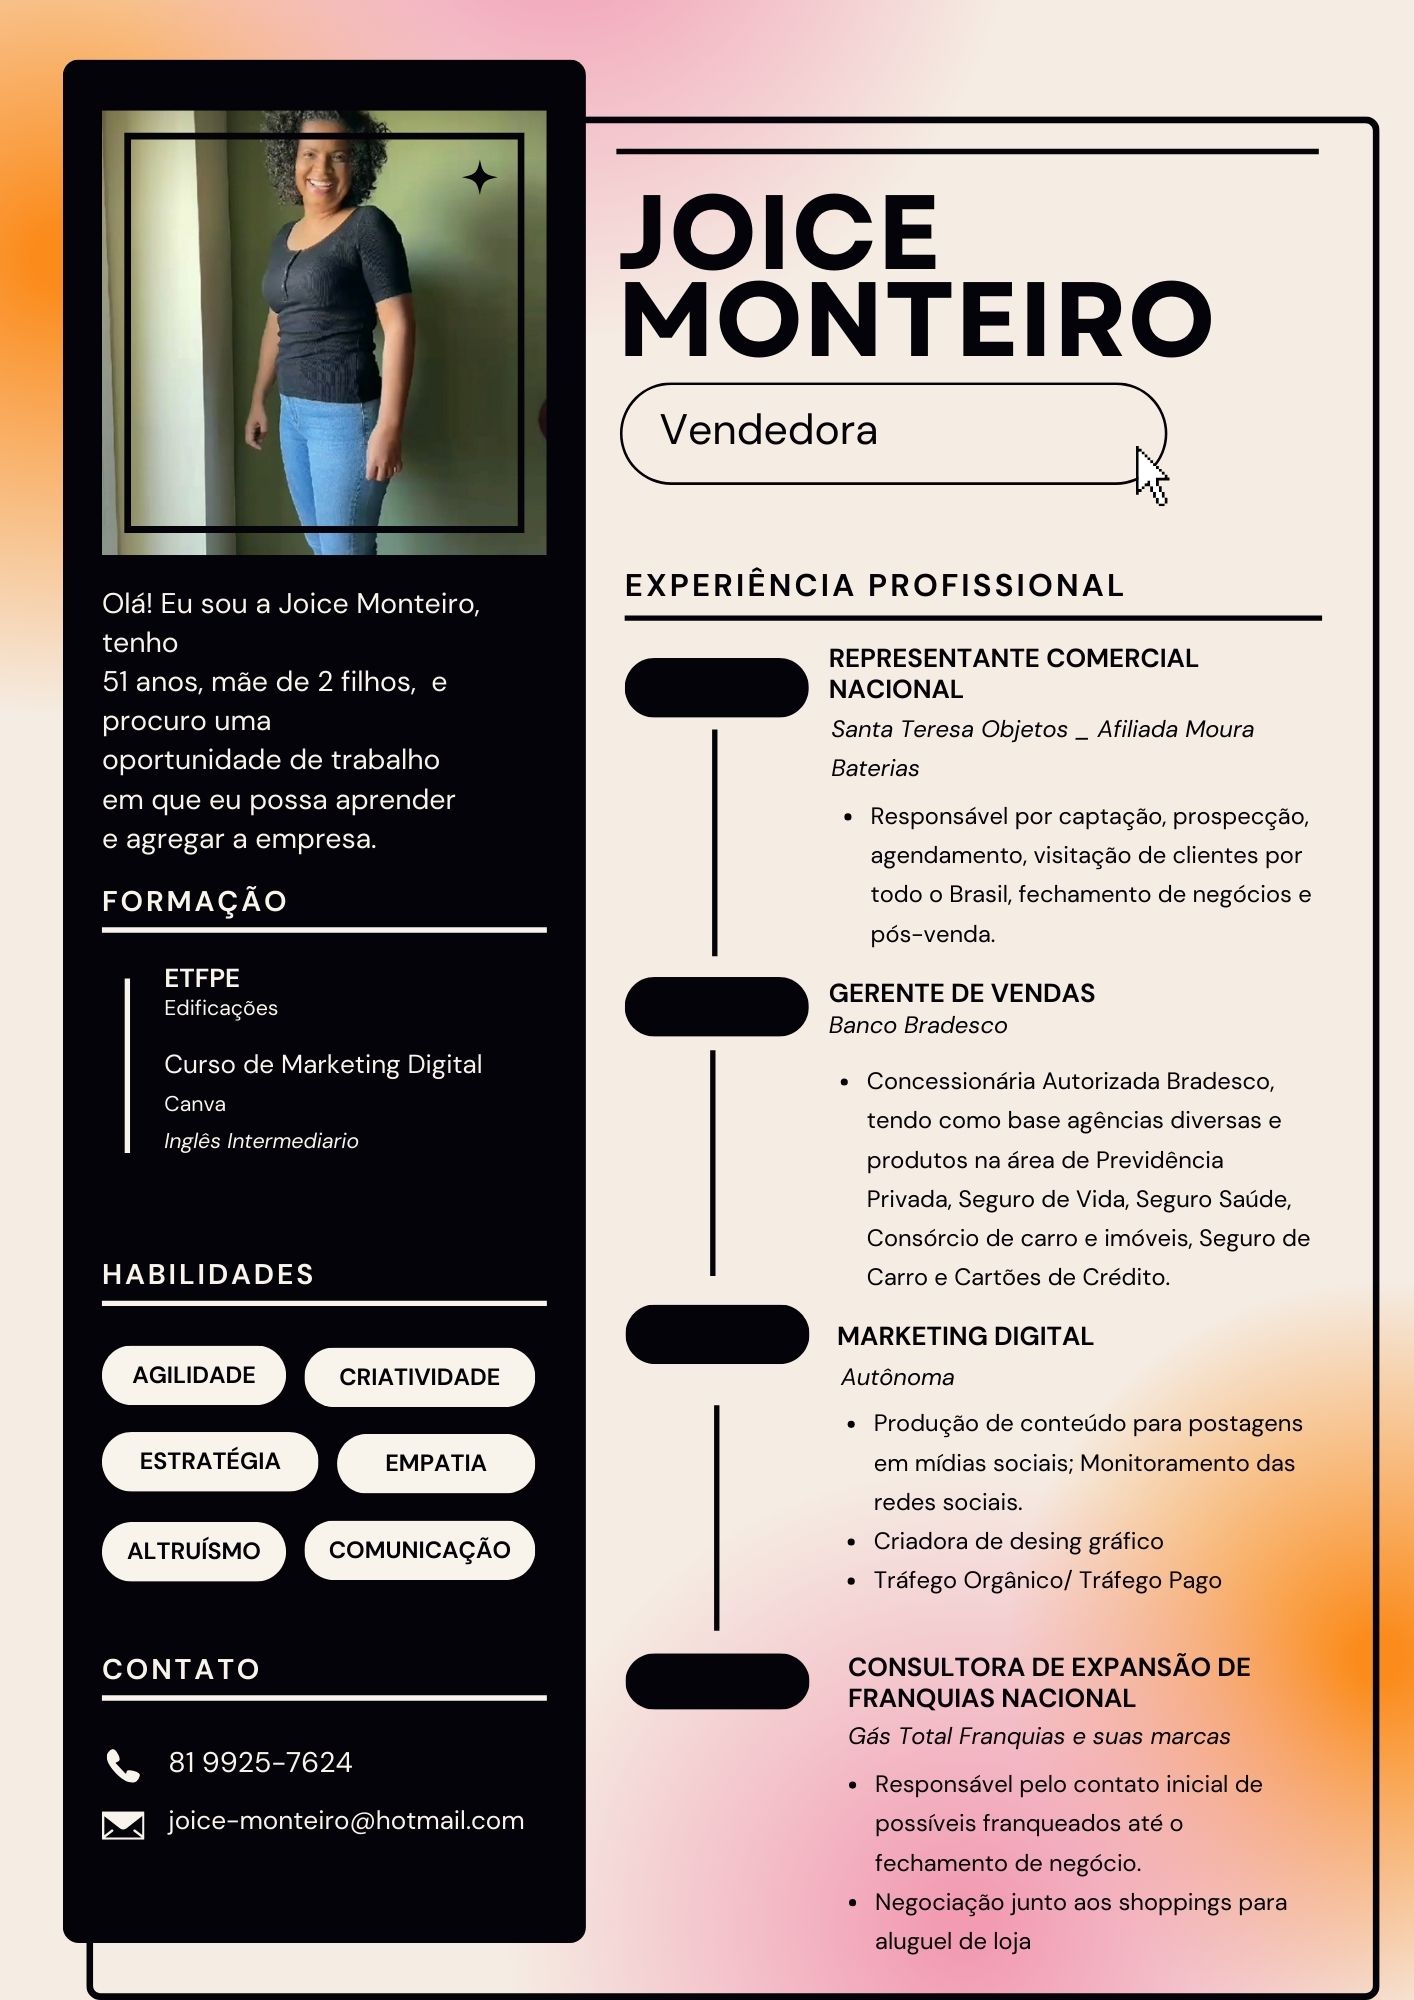 Olá! Eu sou a Joice Monteiro,
tenho
51 anos, mãe de 2 filhos,  e
procuro uma
oportunidade de trabalho
em que eu possa aprender
e agregar a empresa.
FORMAÇÃO
ETFPE
Edificações
Curso de Marketing Digital
Canva
Inglês Intermediario
HABILIDADES
AGILIDADE
CRIATIVIDADE
ESTRATÉGIA
EMPATIA
ALTRUÍSMO
COMUNICAÇÃO
CONTATO
81 9925-7624
joice-monteiro@hotmail.com
JOICE
MONTEIRO
Vendedora
EXPERIÊNCIA PROFISSIONAL
REPRESENTANTE COMERCIAL
NACIONAL
Santa Teresa Objetos _ Afiliada Moura
Baterias
• Responsável por captação, prospecção,
agendamento, visitação de clientes por
todo o Brasil, fechamento de negócios e
pós-venda.
GERENTE DE VENDAS
Banco Bradesco
• Concessionária Autorizada Bradesco,
tendo como base agências diversas e
produtos na área de Previdência
Privada, Seguro de Vida, Seguro Saúde,
Consórcio de carro e imóveis, Seguro de
Carro e Cartões de Crédito.
MARKETING DIGITAL
Autônoma
• Produção de conteúdo para postagens
em mídias sociais; Monitoramento das
redes sociais.
• Criadora de desing gráfico
• Tráfego Orgânico/ Tráfego Pago
CONSULTORA DE EXPANSÃO DE
FRANQUIAS NACIONAL
Gás Total Franquias e suas marcas
• Responsável pelo contato inicial de
possíveis franqueados até o
fechamento de negócio.
• Negociação junto aos shoppings para
aluguel de loja